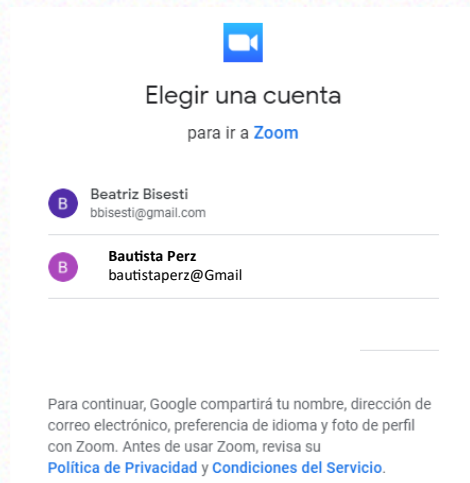 Elegir una cuenta
para ir a Zoom
B
Beatriz Bisesti
bbisesti@gmail.com
B
Bautista Perz
bautistaperz@Gmail
Para continuar, Google compartirá tu nombre, dirección de
correo electrónico, preferencia de idioma y foto de perfil
con Zoom. Antes de usar Zoom, revisa su
Política de Privacidad y Condiciones del Servicio.